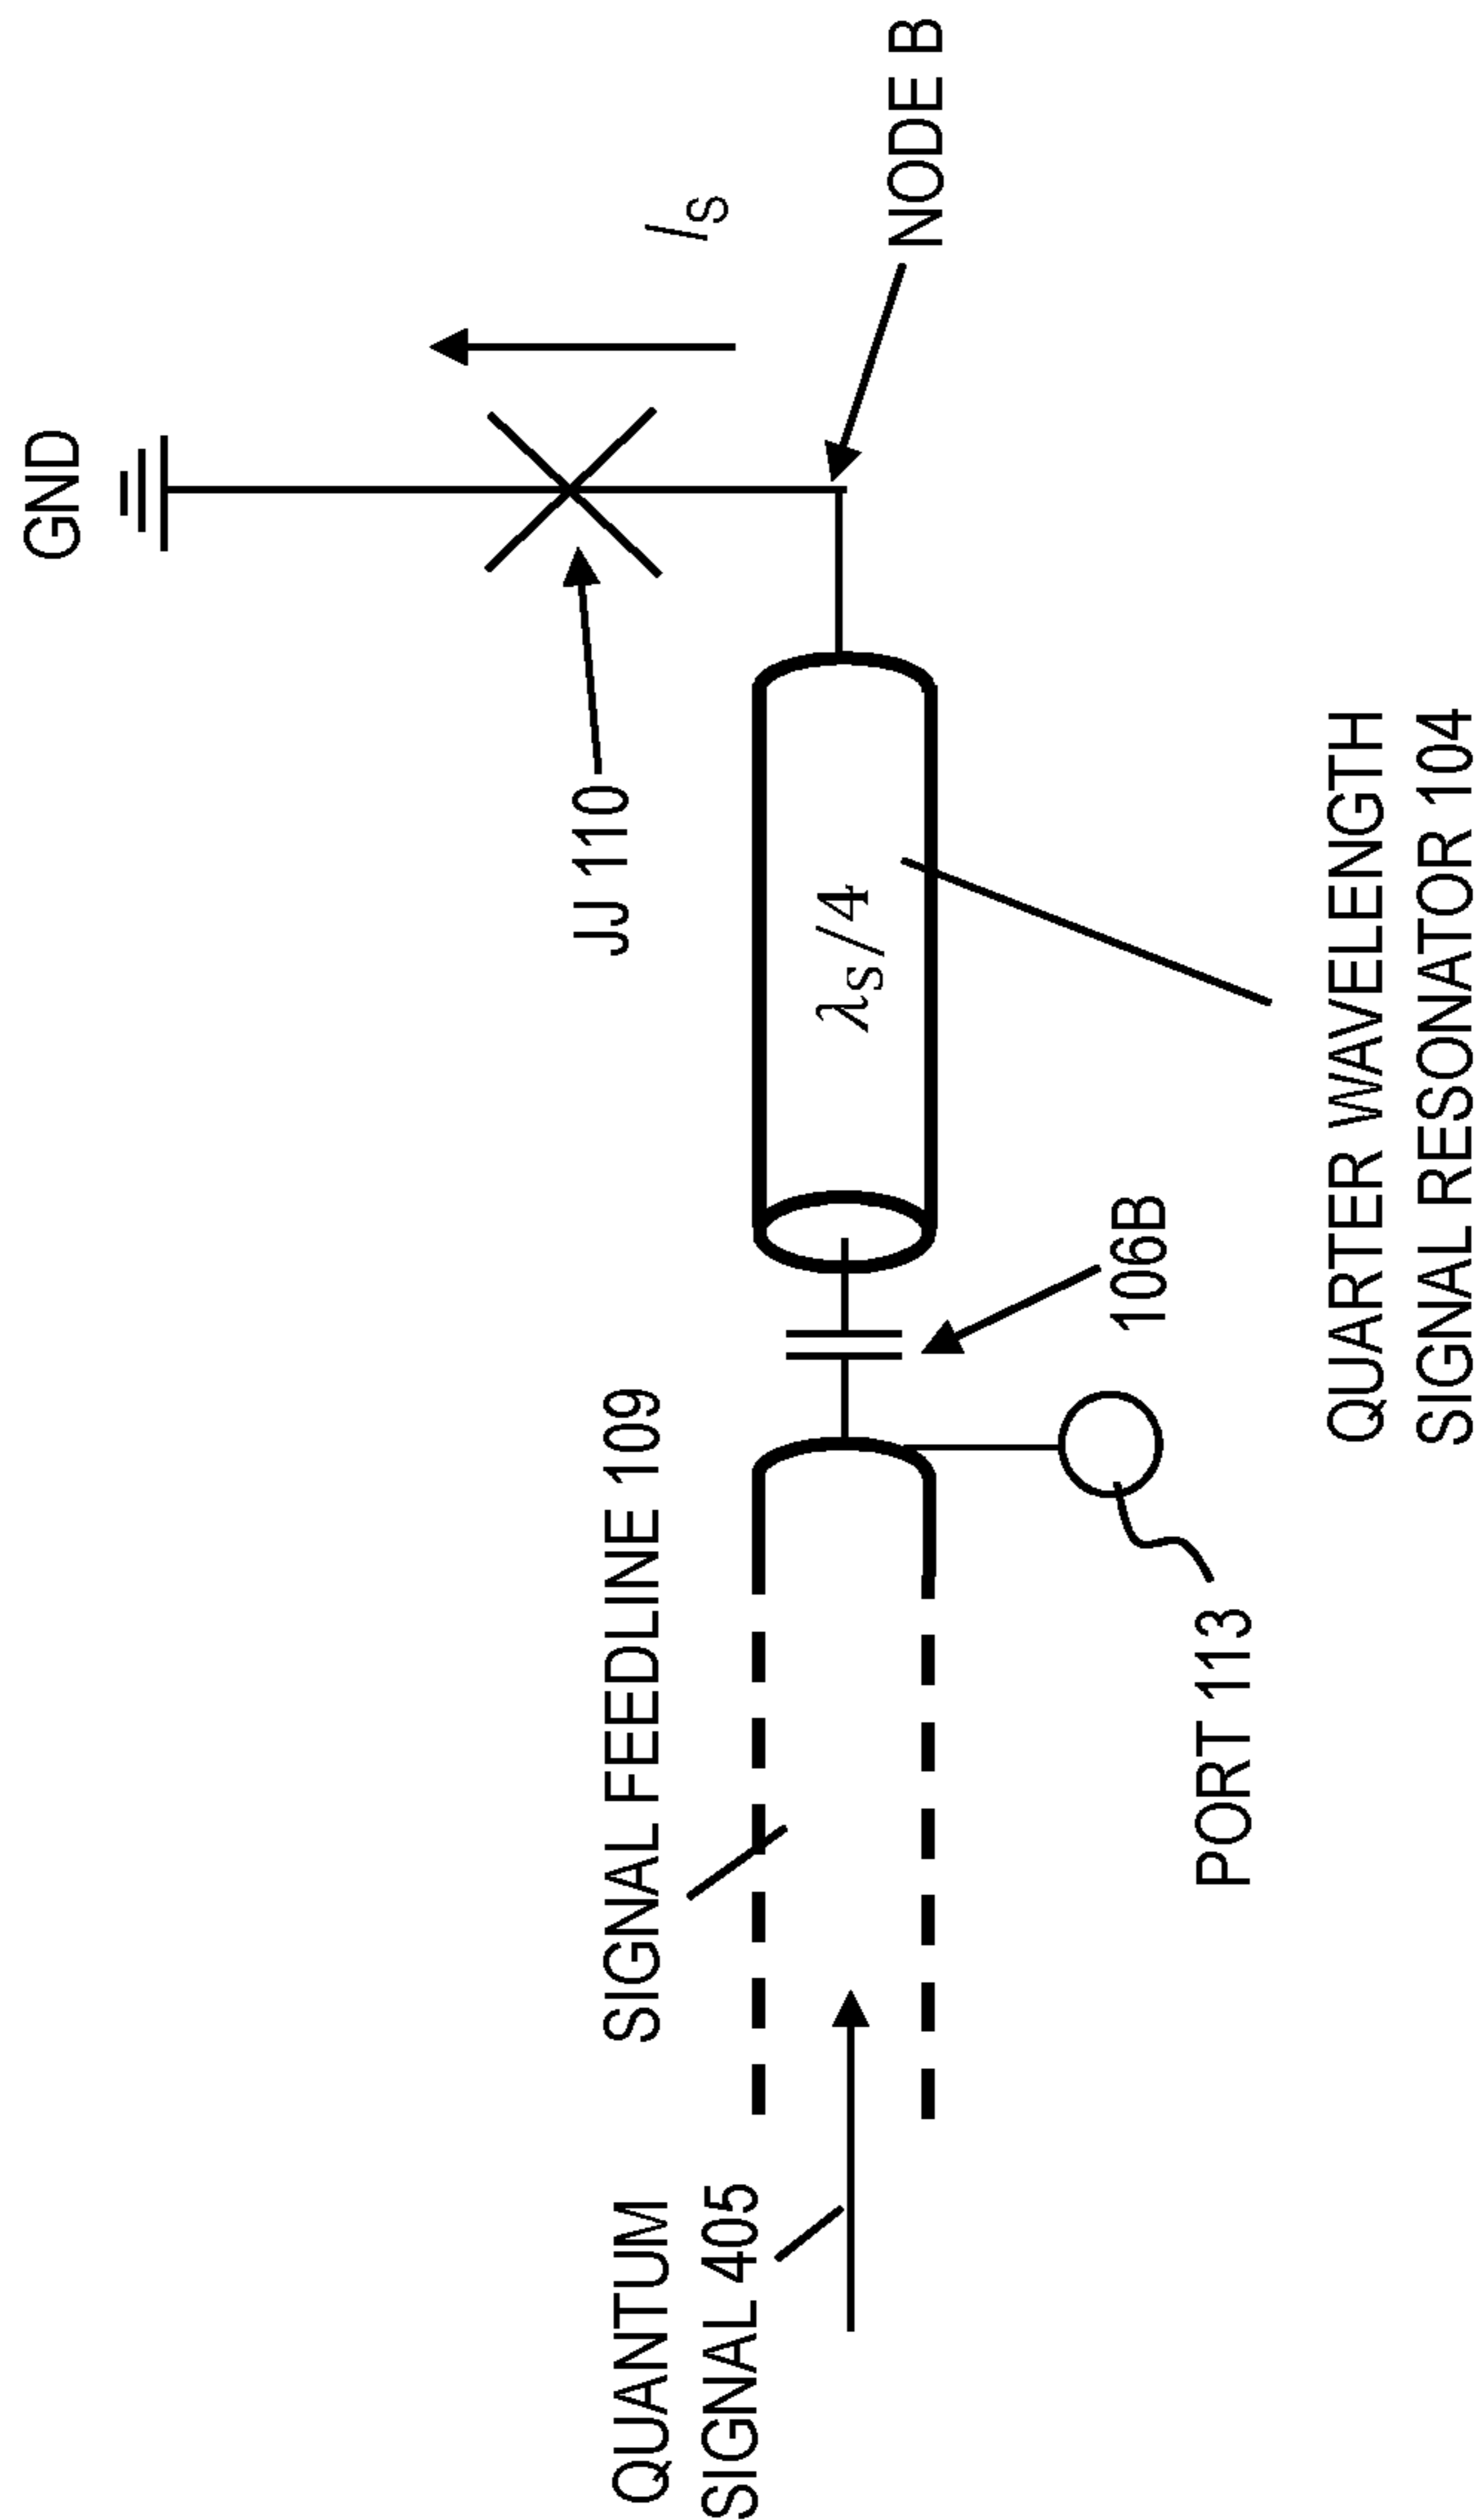 GND
I_S
NODE B
JJ 110
λ_S/4
SIGNAL FEEDLINE 109
106B
QUANTUM
SIGNAL 405
PORT 113
QUARTER WAVELENGTH
SIGNAL RESONATOR 104